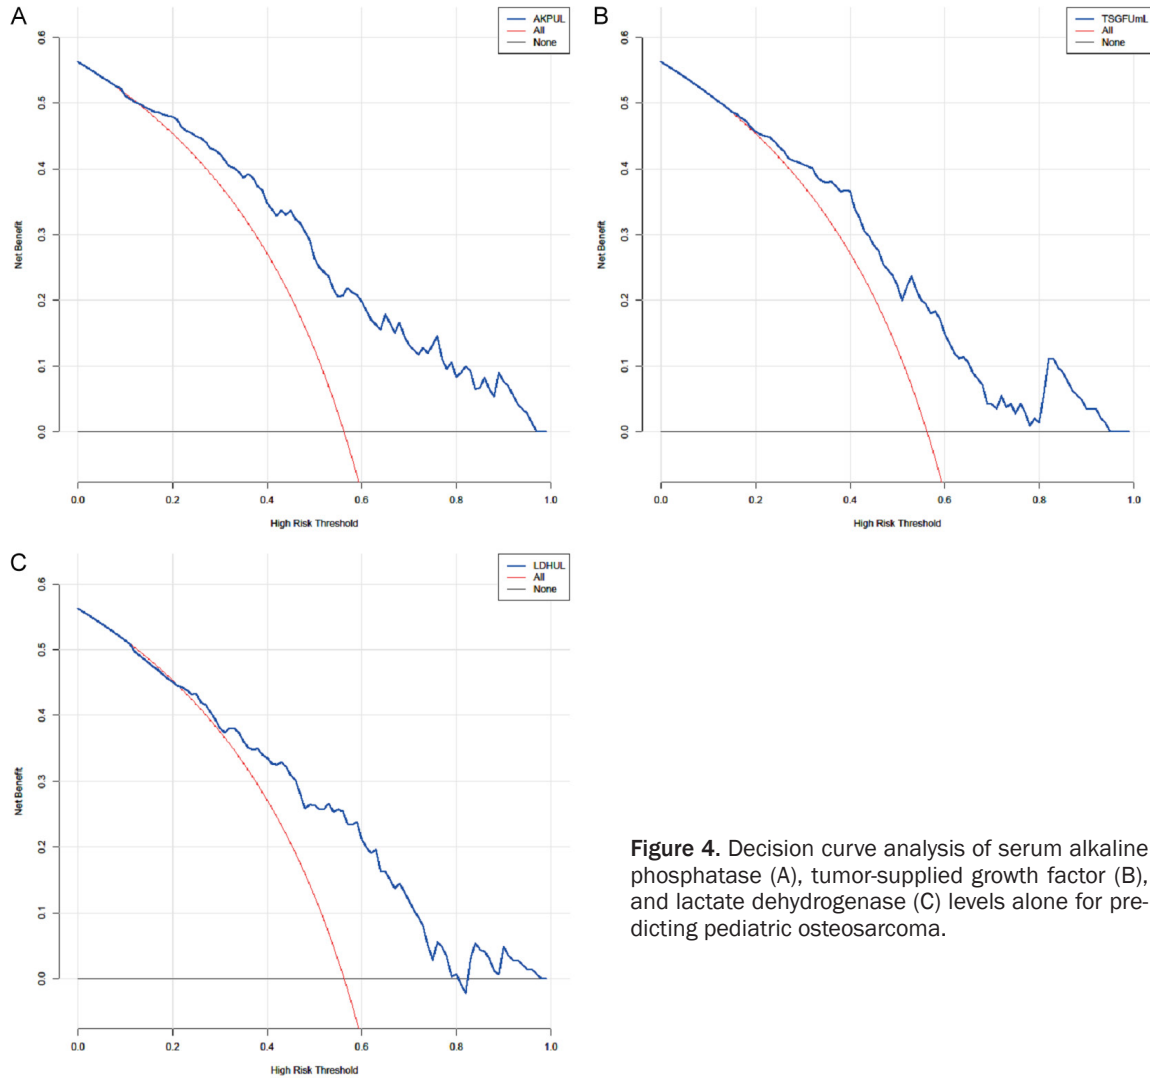 A
AKPUL
All
None
0.6
0.5
0.4
0.3
0.2
0.1
0.0
Net Benefit
0.0 0.2 0.4 0.6 0.8 1.0
High Risk Threshold
B
TSGFUmL
All
None
0.6
0.5
0.4
0.3
0.2
0.1
0.0
Net Benefit
0.0 0.2 0.4 0.6 0.8 1.0
High Risk Threshold
C
LDHUL
All
None
0.6
0.5
0.4
0.3
0.2
0.1
0.0
Net Benefit
0.0 0.2 0.4 0.6 0.8 1.0
High Risk Threshold
Figure 4. Decision curve analysis of serum alkaline
phosphatase (A), tumor-supplied growth factor (B),
and lactate dehydrogenase (C) levels alone for pre-
dicting pediatric osteosarcoma.